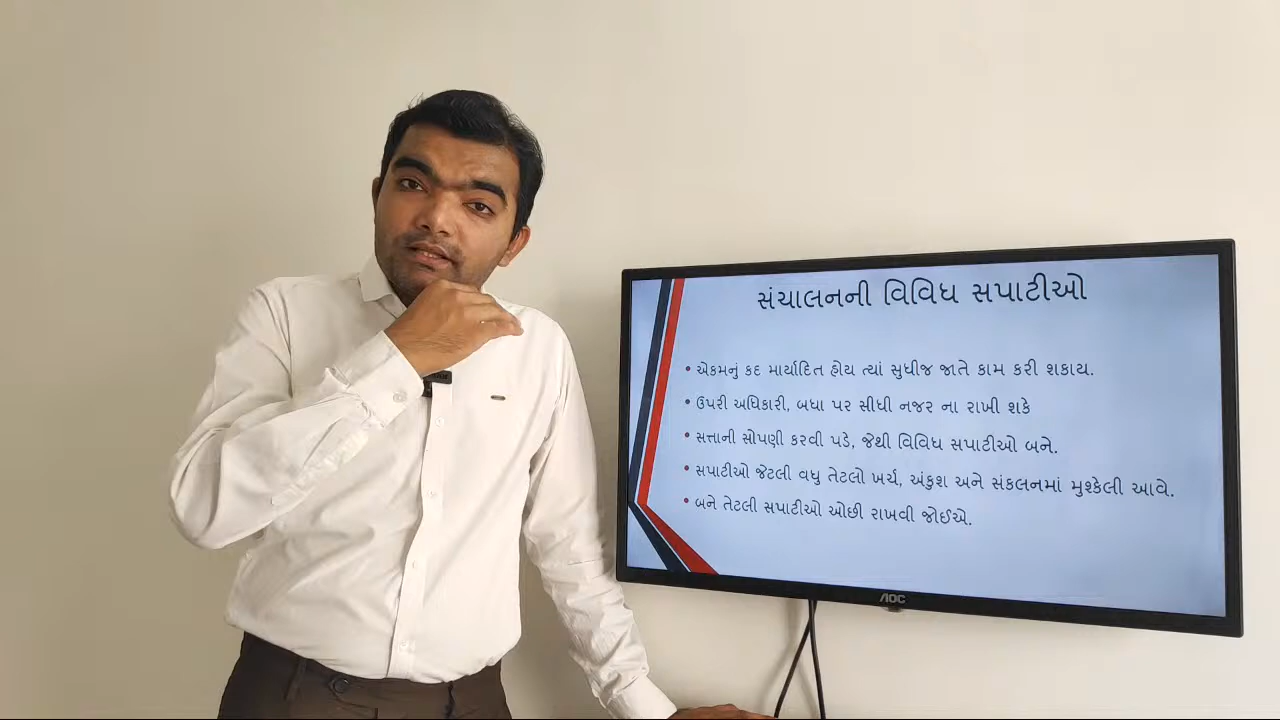 સંચાલનની વિવિધ સપાટીઓ
એકમનું કદ માર્યાદિત હોય ત્યાં સુધીજ જાતે કામ કરી શકાય.
ઉપરી અધિકારી, બધા પર સીધી નજર ના રાખી શકે
સત્તાની સોપણી કરવી પડે, જેથી વિવિધ સપાટીઓ બને.
સપાટીઓ જેટલી વધુ તેટલો ખર્ચ, અંકુશ અને સંકલનમાં મુશ્કેલી આવે.
બને તેટલી સપાટીઓ ઓછી રાખવી જોઈએ.
AOC